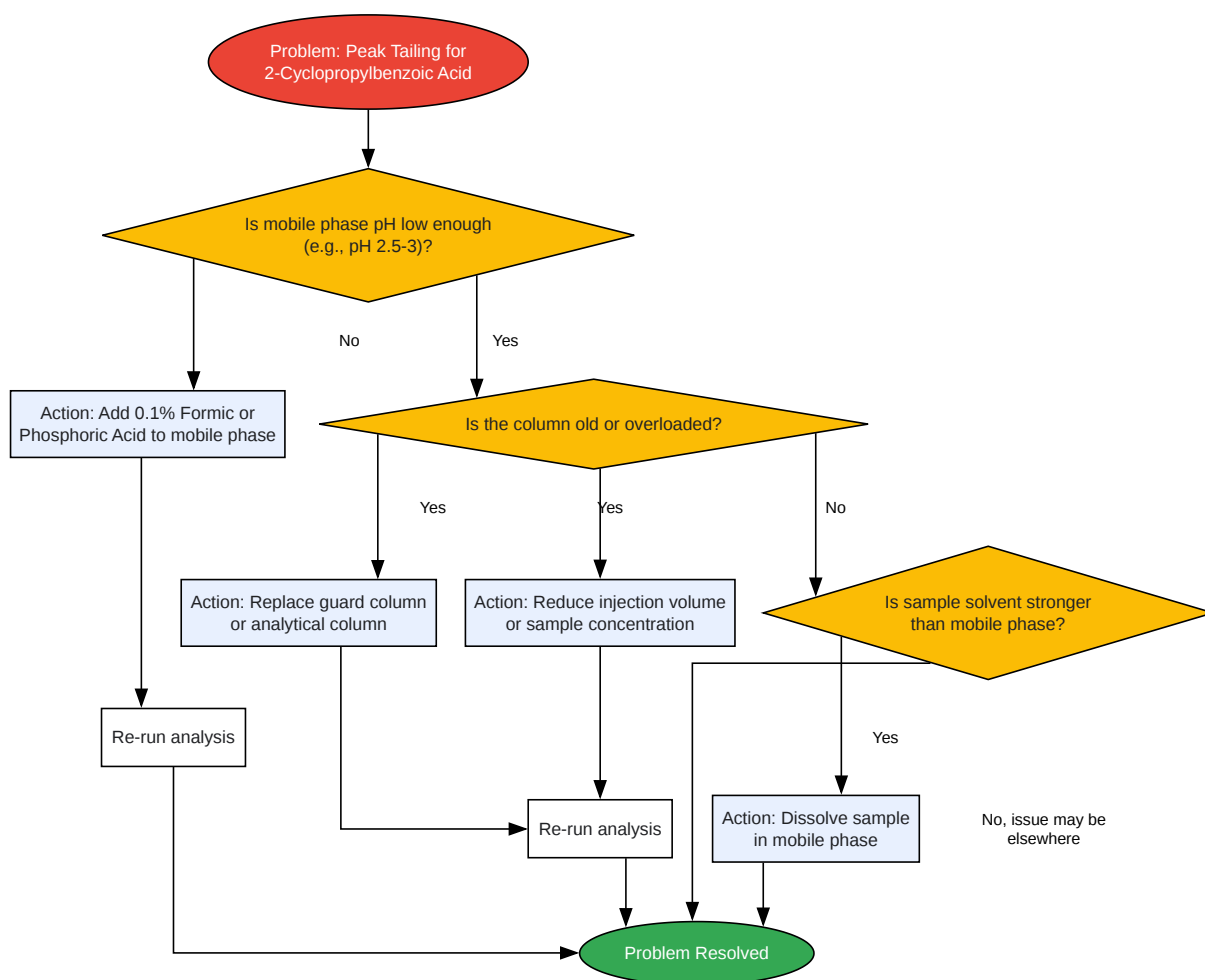 Problem: Peak Tailing for
2-Cyclopropylbenzoic Acid
Is mobile phase pH low enough
(e.g., pH 2.5-3)?
No
Yes
Action: Add 0.1% Formic or
Phosphoric Acid to mobile phase
Is the column old or overloaded?
Yes
Yes
No
Action: Replace guard column
or analytical column
Action: Reduce injection volume
or sample concentration
Is sample solvent stronger
than mobile phase?
Re-run analysis
Yes
Re-run analysis
Action: Dissolve sample
in mobile phase
No, issue may be
elsewhere
Problem Resolved